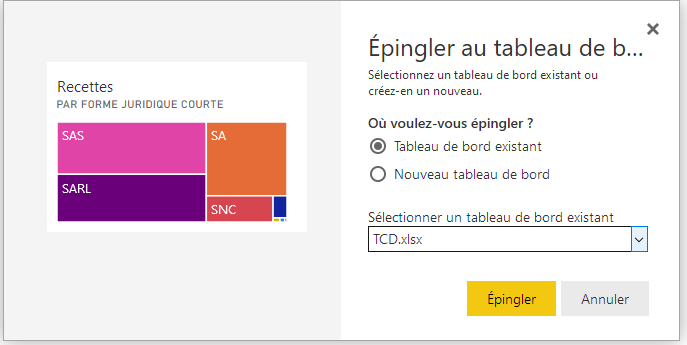 Recettes
PAR FORME JURIDIQUE COURTE
SAS
SA
SARL
SNC
Épingler au tableau de b...
Sélectionnez un tableau de bord existant ou
créez-en un nouveau.
Où voulez-vous épingler ?
Tableau de bord existant
Nouveau tableau de bord
Sélectionner un tableau de bord existant
TCD.xlsx
Épingler
Annuler